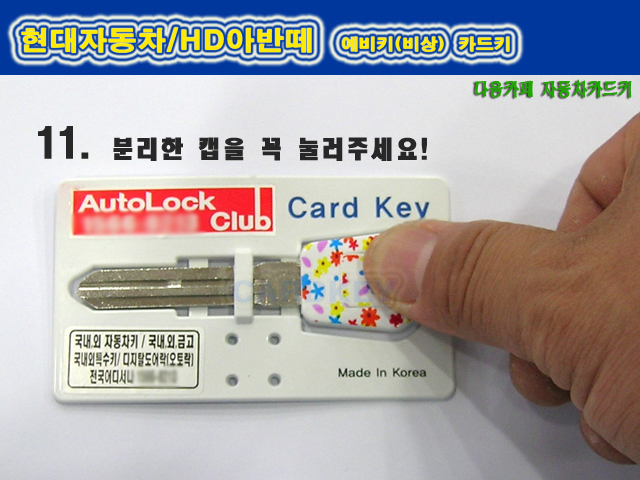 현대자동차/HD아반떼 예비키(비상) 카드키
다음카페 자동차카드키
11. 분리한 캡을 꼭 눌러주세요!
AutoLock
Club
Card Key
CARD KEY
국내.외 자동차키 / 국내.외.금고
국내외특수키/ 디지탈도어락(오토락)
전국어디서나
Made In Korea